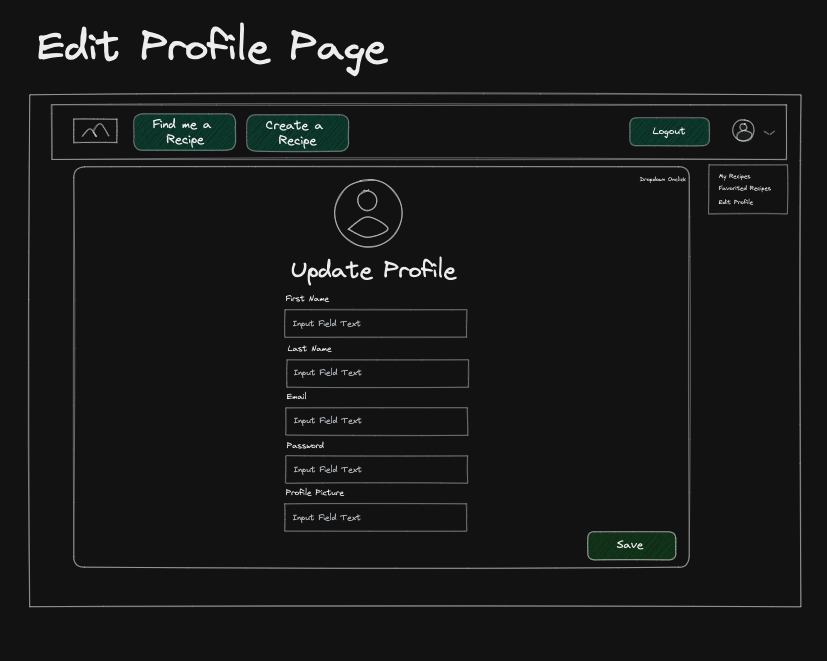 Edit Profile Page
Find me a
Recipe
Create a
Recipe
Logout
Dropdown Onclick
My Recipes
Favorited Recipes
Edit Profile
Update Profile
First Name
Input Field Text
Last Name
Input Field Text
Email
Input Field Text
Password
Input Field Text
Profile Picture
Input Field Text
Save